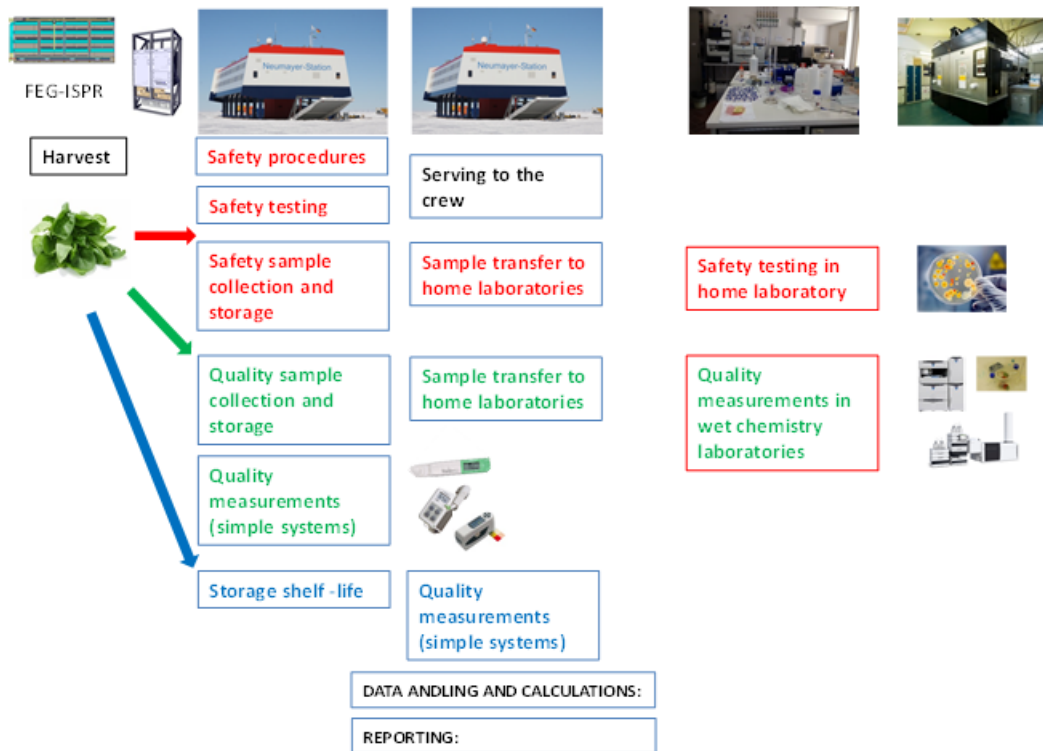 FEG-ISPR
Neumayer-Station
Neumayer-Station
Harvest
Safety procedures
Serving to the
crew
Safety testing
Safety sample
collection and
storage
Sample transfer to
home laboratories
Safety testing in
home laboratory
Quality sample
collection and
storage
Sample transfer to
home laboratories
Quality
measurements in
wet chemistry
laboratories
Quality
measurements
(simple systems)
Storage shelf -life
Quality
measurements
(simple systems)
DATA ANDLING AND CALCULATIONS:
REPORTING: